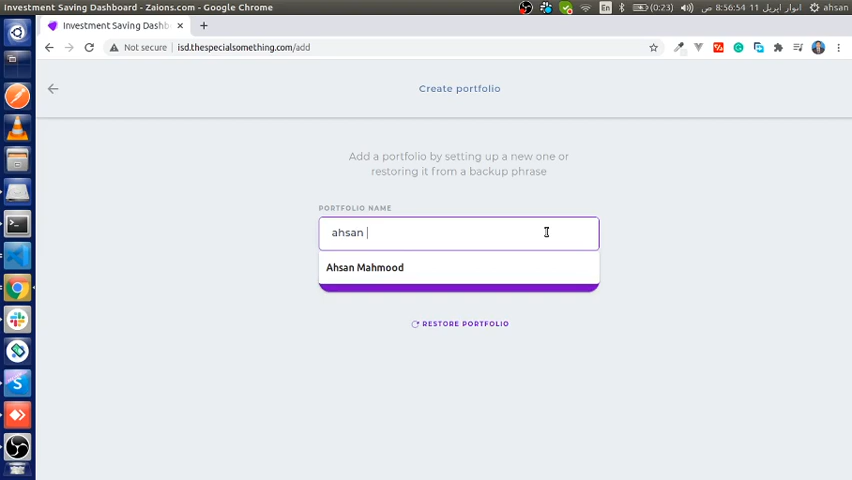 Investment Saving Dashboard - Zaions.com - Google Chrome
En
(0:23)
انوار اپریل 11 8:56:54 ص
ahsan
Investment Saving Dashb
Not secure
isd.thespecialsomething.com/add
Create portfolio
Add a portfolio by setting up a new one or
restoring it from a backup phrase
PORTFOLIO NAME
ahsan
Ahsan Mahmood
RESTORE PORTFOLIO